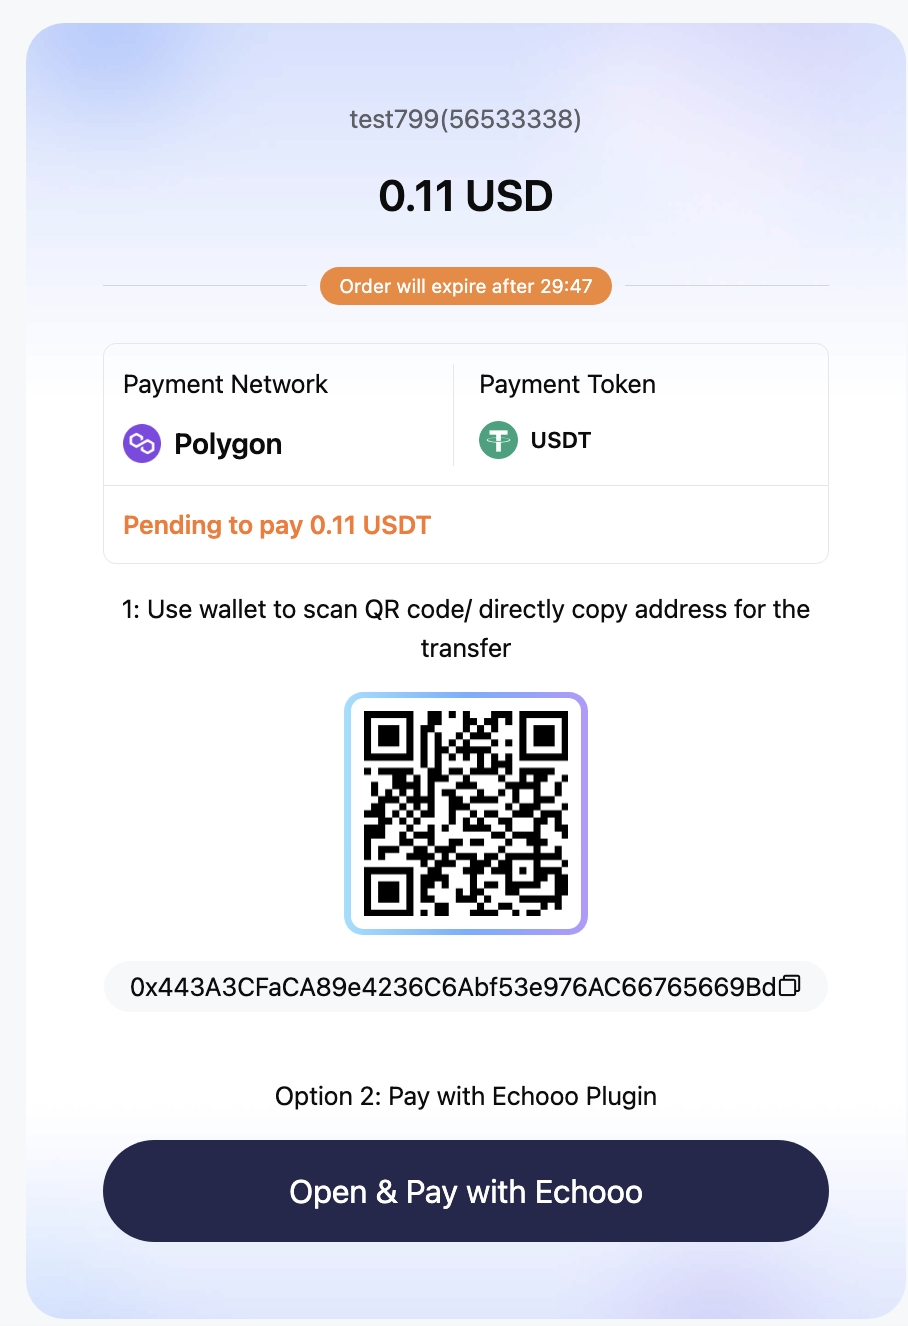 test799(56533338)
0.11 USD
Order will expire after 29:47
Payment Network
Payment Token
Polygon
USDT
Pending to pay 0.11 USDT
1: Use wallet to scan QR code/ directly copy address for the
transfer
0x443A3CFaCA89e4236C6Abf53e976AC66765669Bd
Option 2: Pay with Echooo Plugin
Open & Pay with Echooo